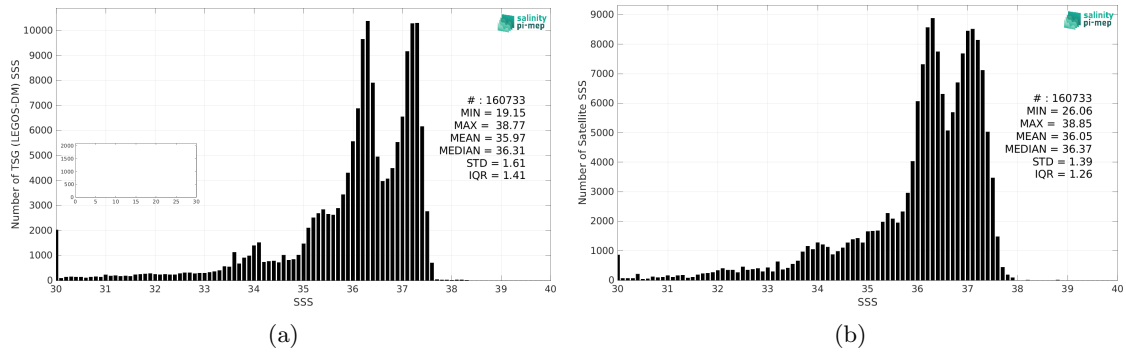 salinity
pi-mep
10000
9000
8000
7000
6000
5000
4000
3000
2000
1000
0
Number of TSG (LEGOS-DM) SSS
# : 160733
MIN = 19.15
MAX = 38.77
MEAN = 35.97
MEDIAN = 36.31
STD = 1.61
IQR = 1.41
2000
1500
1000
500
0
0 5 10 15 20 25 30
30 31 32 33 34 35 36 37 38 39 40
SSS
(a)
salinity
pi-mep
9000
8000
7000
6000
5000
4000
3000
2000
1000
0
Number of Satellite SSS
# : 160733
MIN = 26.06
MAX = 38.85
MEAN = 36.05
MEDIAN = 36.37
STD = 1.39
IQR = 1.26
30 31 32 33 34 35 36 37 38 39 40
SSS
(b)